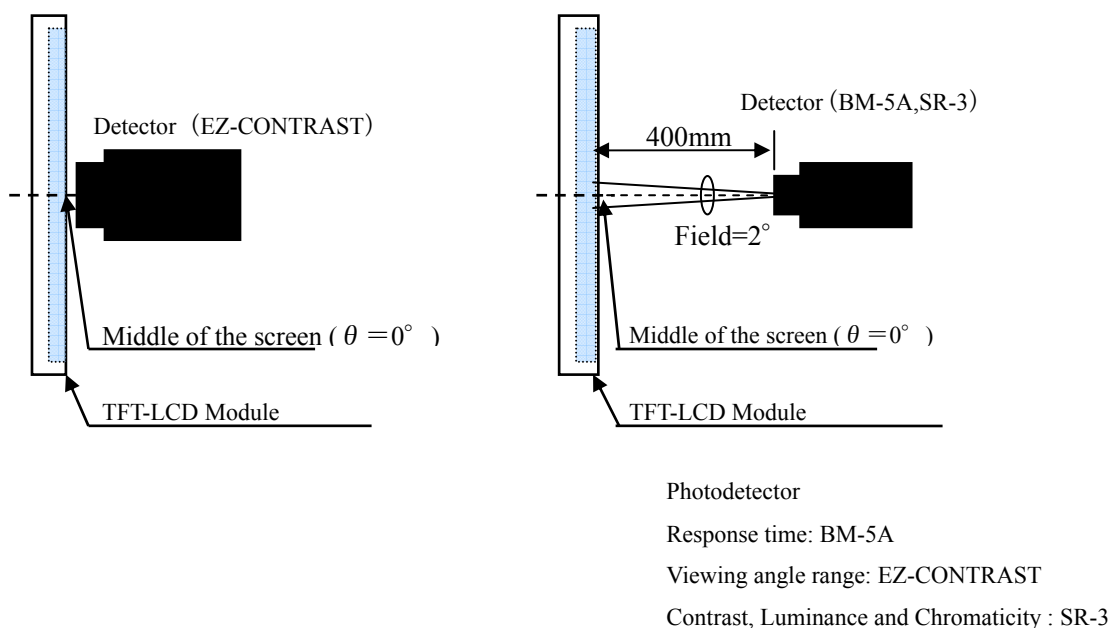 Detector（EZ-CONTRAST）
Middle of the screen ( θ ＝0° )
TFT-LCD Module
Detector（BM-5A,SR-3）
400mm
Field=2°
Middle of the screen ( θ ＝0° )
TFT-LCD Module
Photodetector
Response time: BM-5A
Viewing angle range: EZ-CONTRAST
Contrast, Luminance and Chromaticity : SR-3